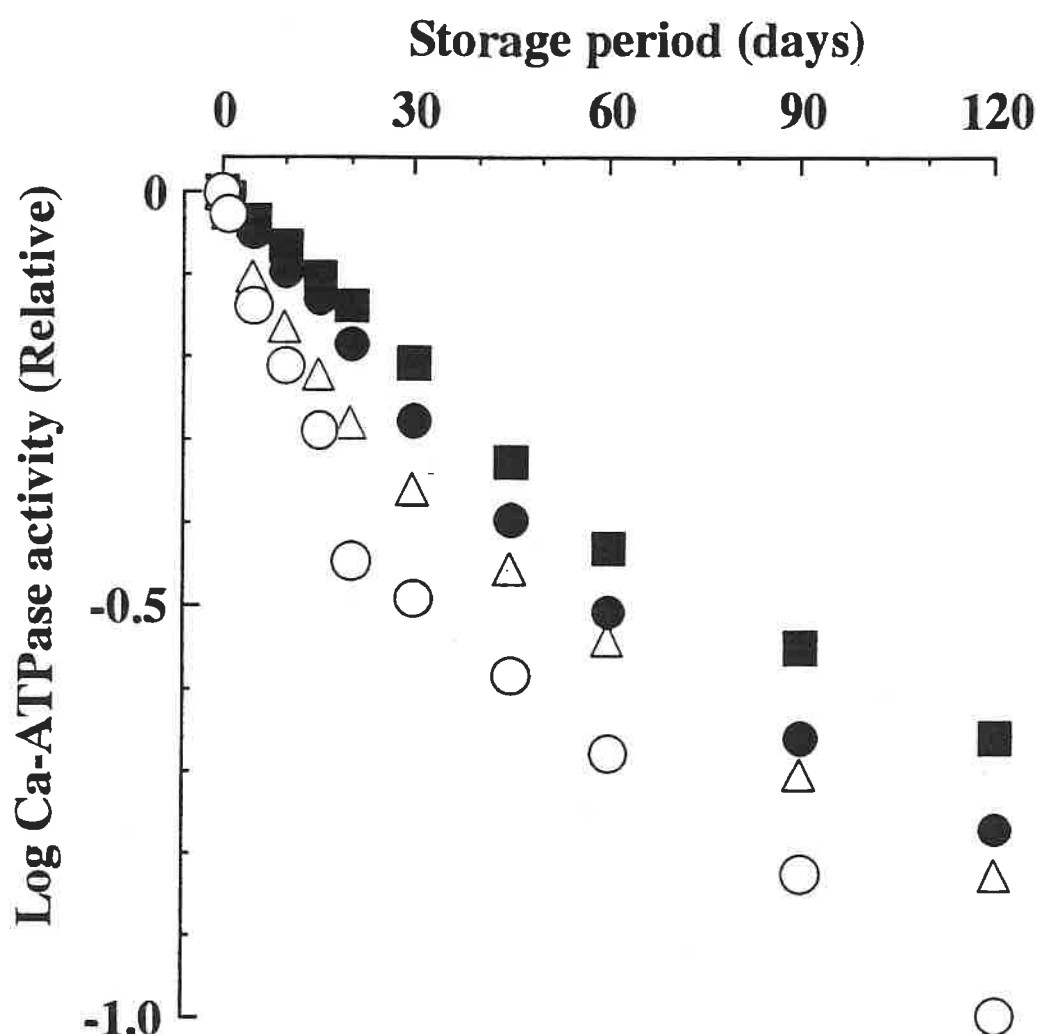 Storage period (days)
0 30 60 90 120
Log Ca-ATPase activity (Relative)
0
-0.5
-1.0